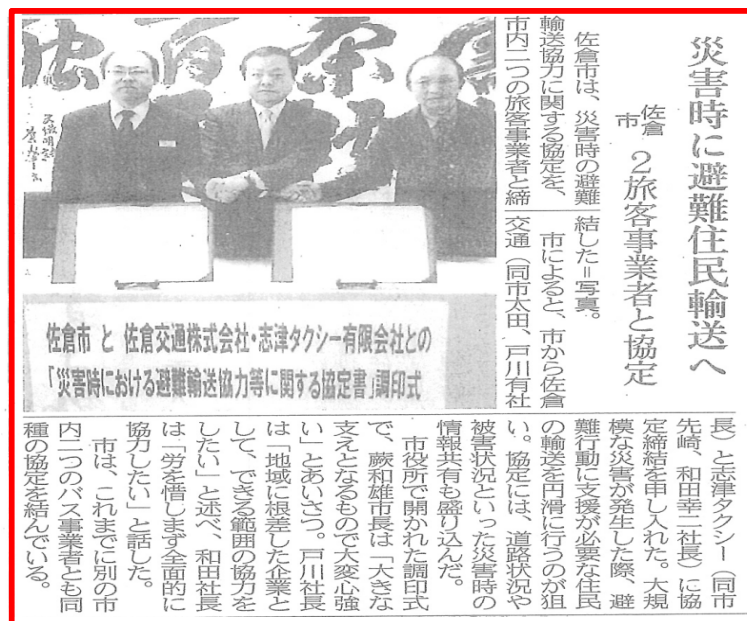 災害時に避難住民輸送へ
佐倉市
2旅客事業者と協定
佐倉市は、災害時の避難
輸送協力に関する協定を、
市内二つの旅客事業者と締
結した＝写真。
市によると、市から佐倉
交通（同市太田、戸川有社
長）と志津タクシー（同市
先崎、和田幸二社長）に協
定締結を申し入れた。大規
模な災害が発生した際、避
難行動に支援が必要な住民
の輸送を円滑に行うのが狙
い。協定には、道路状況や
被害状況といった災害時の
情報共有も盛り込んだ。
市役所で開かれた調印式
で、蕨和雄市長は「大きな
支えとなるもので大変心強
い」とあいさつ。戸川社長
は「地域に根差した企業と
して、できる範囲の協力を
したい」と述べ、和田社長
は「労を惜しまず全面的に
協力したい」と話した。
市は、これまでに別の市
内二つのバス事業者とも同
種の協定を結んでいる。
佐倉市 と 佐倉交通株式会社・志津タクシー有限会社との
「災害時における避難輸送協力等に関する協定書」調印式